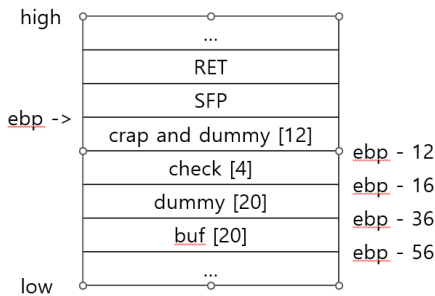 high
...
RET
SFP
ebp ->
crap and dummy [12]
ebp - 12
check [4]
ebp - 16
dummy [20]
ebp - 36
buf [20]
ebp - 56
...
low